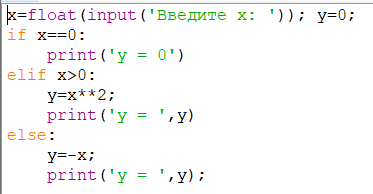 x=float(input('Введите x: ')); y=0;
if x==0:
    print('y = 0')
elif x>0:
    y=x**2;
    print('y = ',y)
else:
    y=-x;
    print('y = ',y);